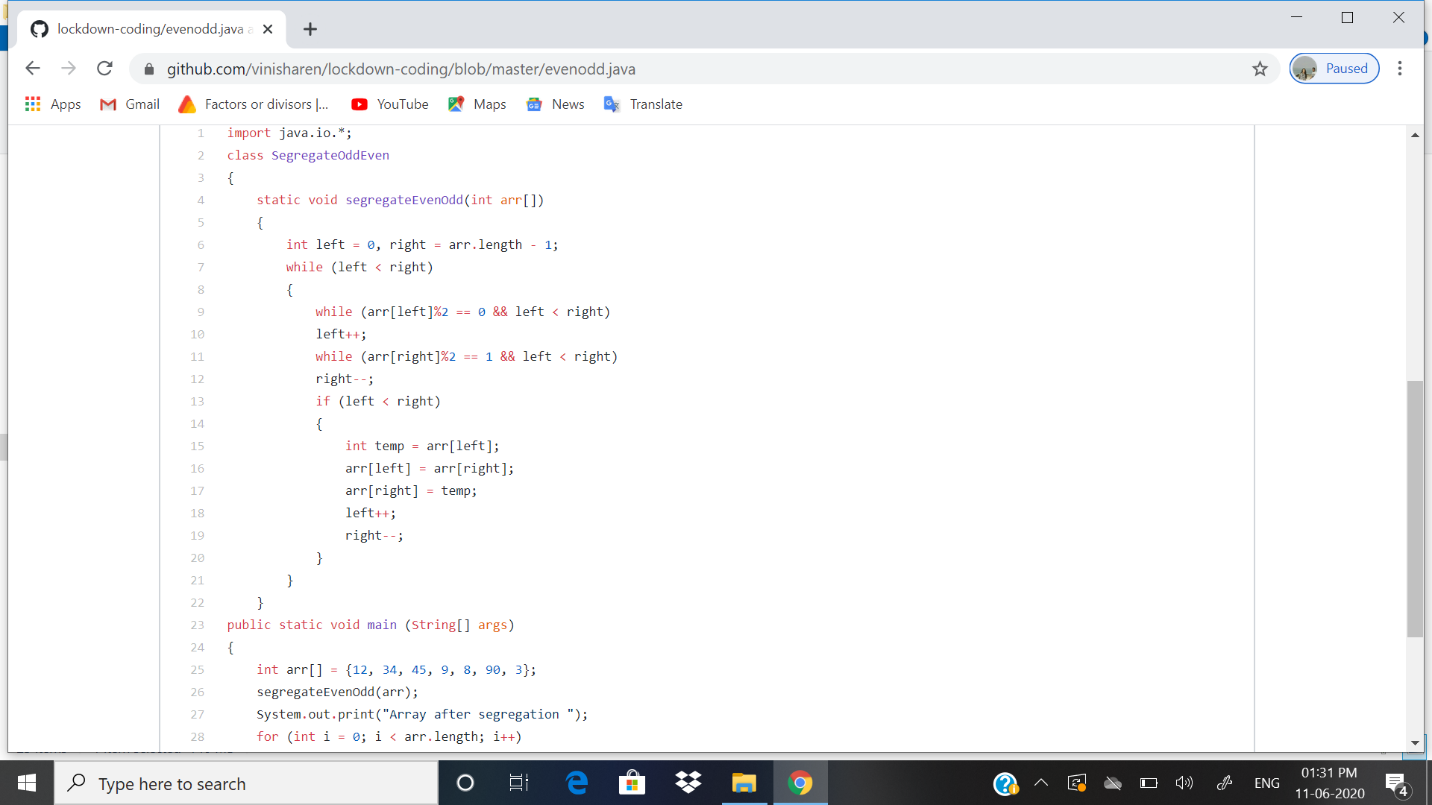 lockdown-coding/evenodd.java a
github.com/vinisharen/lockdown-coding/blob/master/evenodd.java
Paused
Apps Gmail Factors or divisors |... YouTube Maps News Translate
1 import java.io.*;
2 class SegregateOddEven
3 {
4 static void segregateEvenOdd(int arr[])
5 {
6 int left = 0, right = arr.length - 1;
7 while (left < right)
8 {
9 while (arr[left]%2 == 0 && left < right)
10 left++;
11 while (arr[right]%2 == 1 && left < right)
12 right--;
13 if (left < right)
14 {
15 int temp = arr[left];
16 arr[left] = arr[right];
17 arr[right] = temp;
18 left++;
19 right--;
20 }
21 }
22 }
23 public static void main (String[] args)
24 {
25 int arr[] = {12, 34, 45, 9, 8, 90, 3};
26 segregateEvenOdd(arr);
27 System.out.print("Array after segregation ");
28 for (int i = 0; i < arr.length; i++)
Type here to search
ENG
01:31 PM
11-06-2020
4